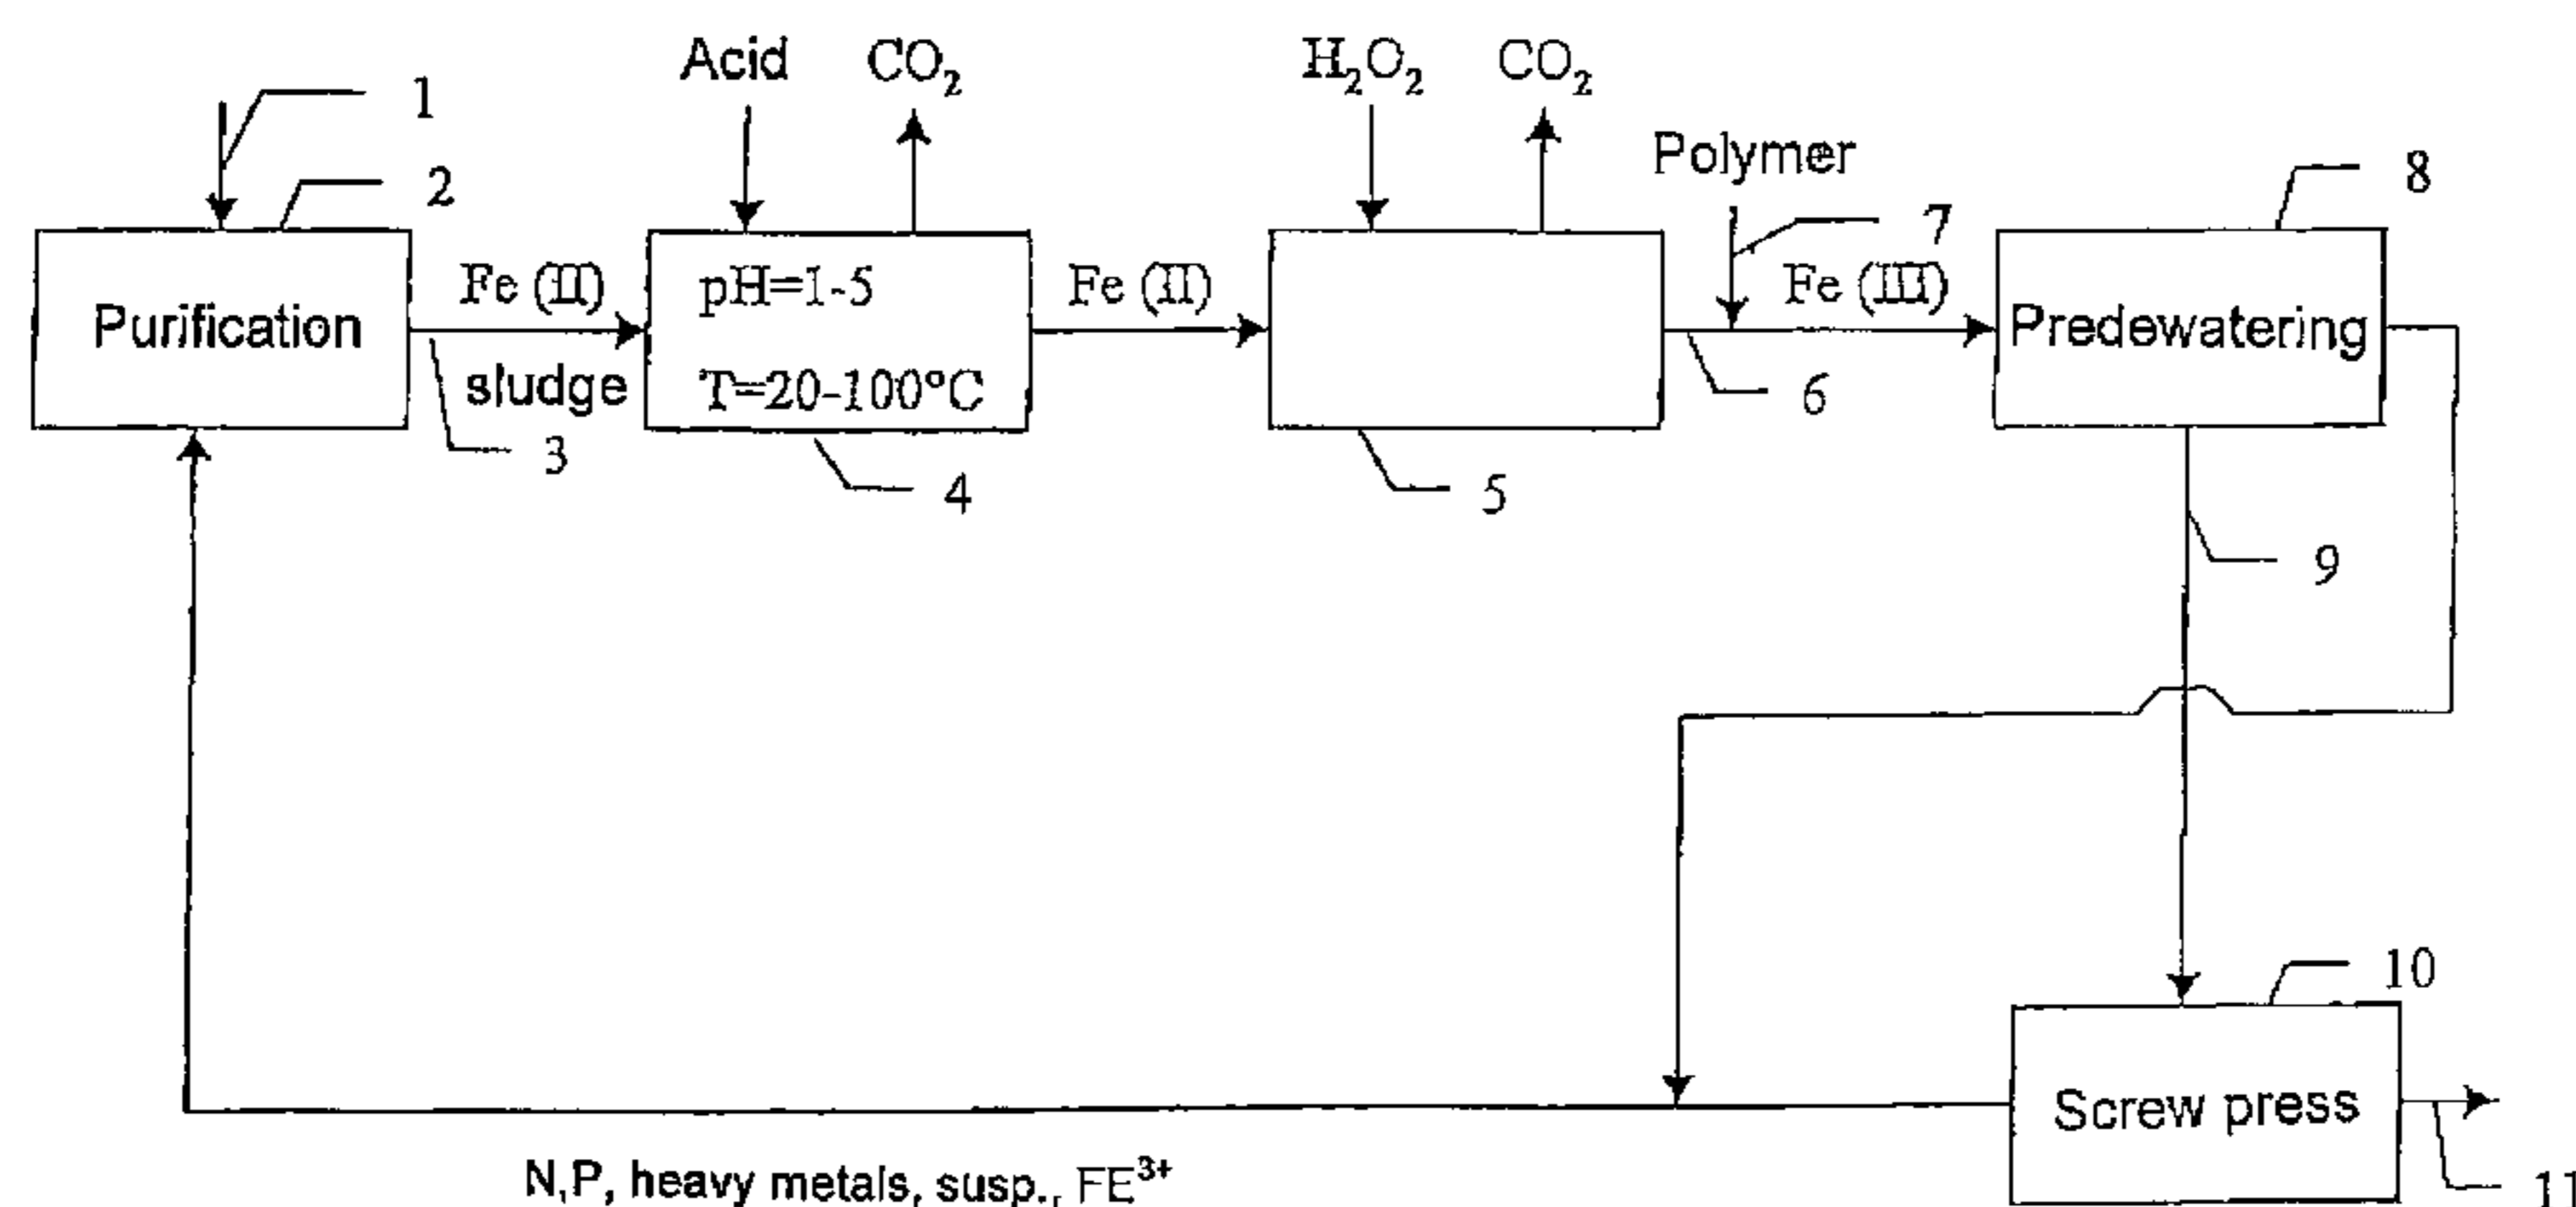 Acid
CO₂
H₂O₂
CO₂
1
Polymer
2
8
7
Purification
Fe (II)
sludge
3
pH=1-5
T=20-100°C
4
Fe (II)
5
Fe (III)
6
Predewatering
9
10
Screw press
11
N,P, heavy metals, susp., FE³⁺